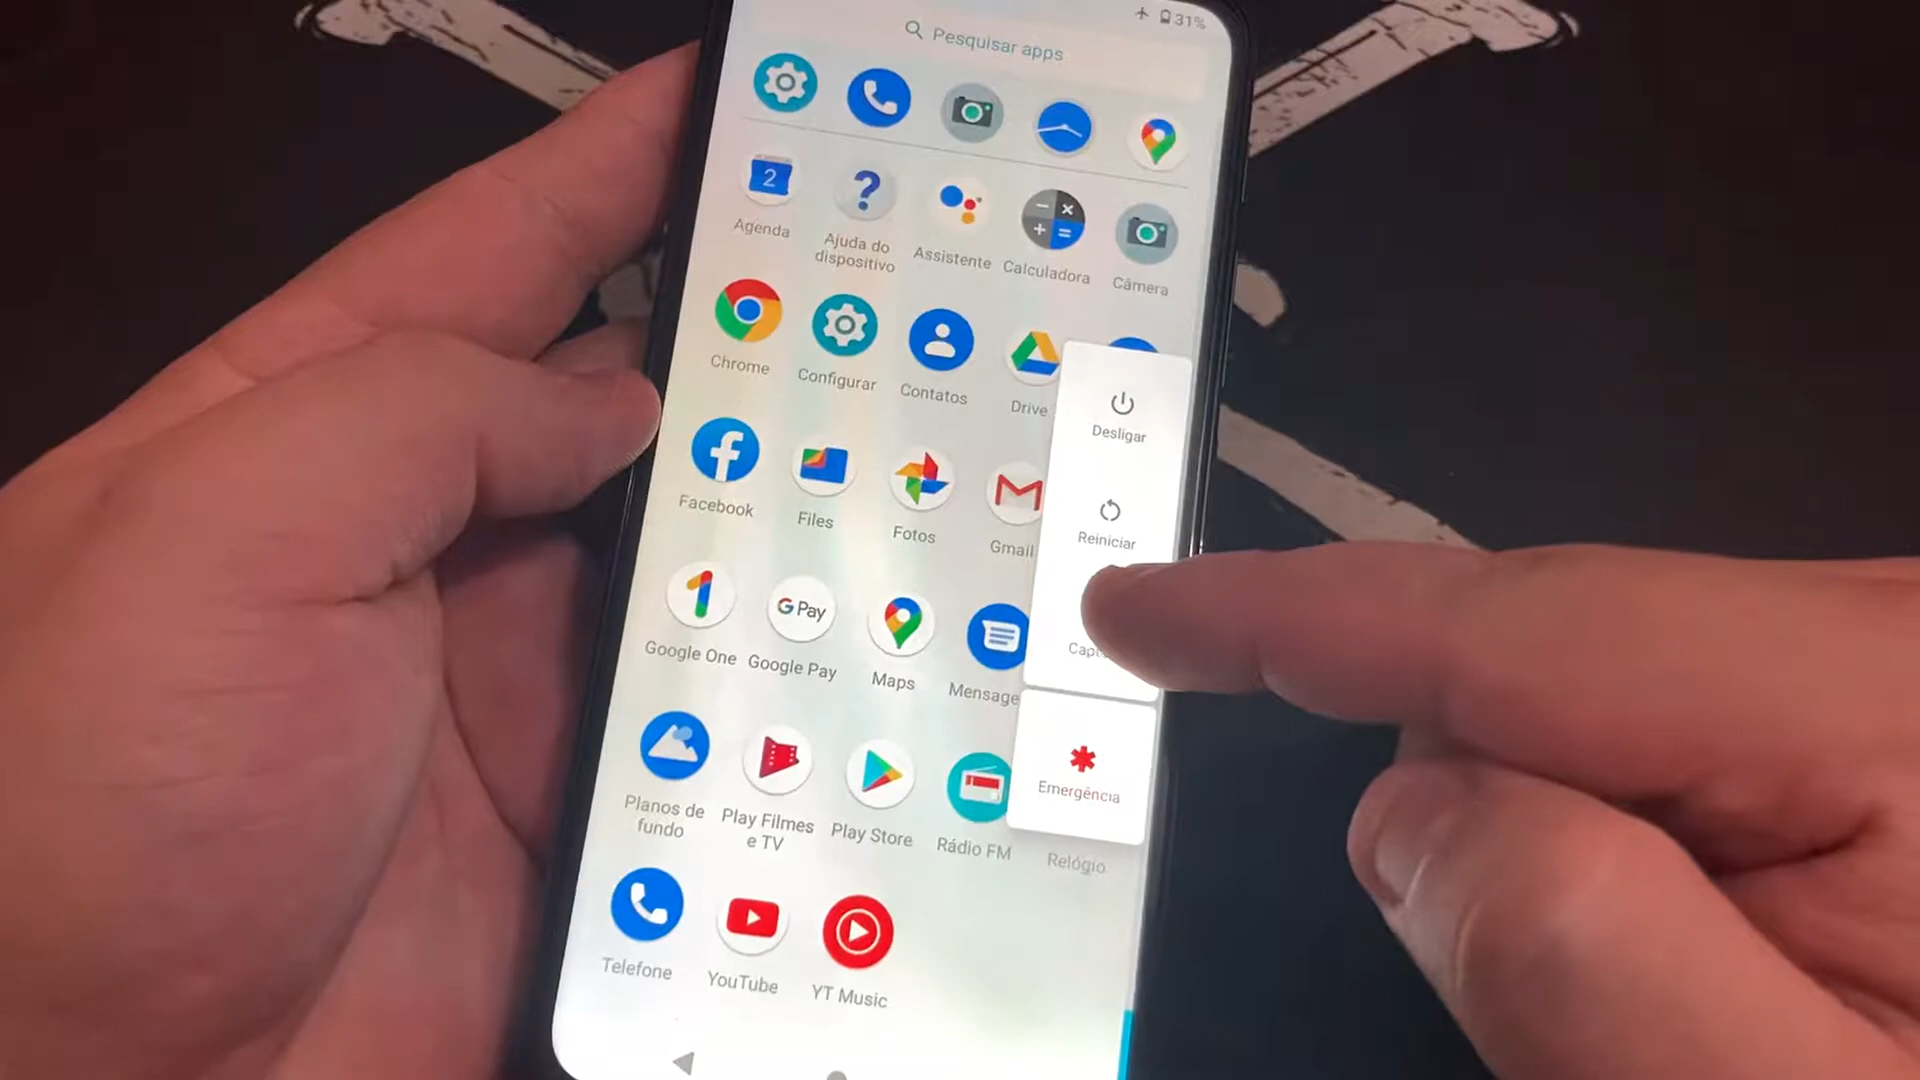 31%
Pesquisar apps
2
Agenda
Ajuda do
dispositivo
Assistente
Calculadora
Câmera
Chrome
Configurar
Contatos
Drive
Desligar
Reiniciar
Facebook
Files
Fotos
Gmail
G Pay
Google One
Google Pay
Maps
Emergência
Planos de
fundo
Play Filmes
e TV
Play Store
Rádio FM
Relógio
Telefone
YouTube
YT Music